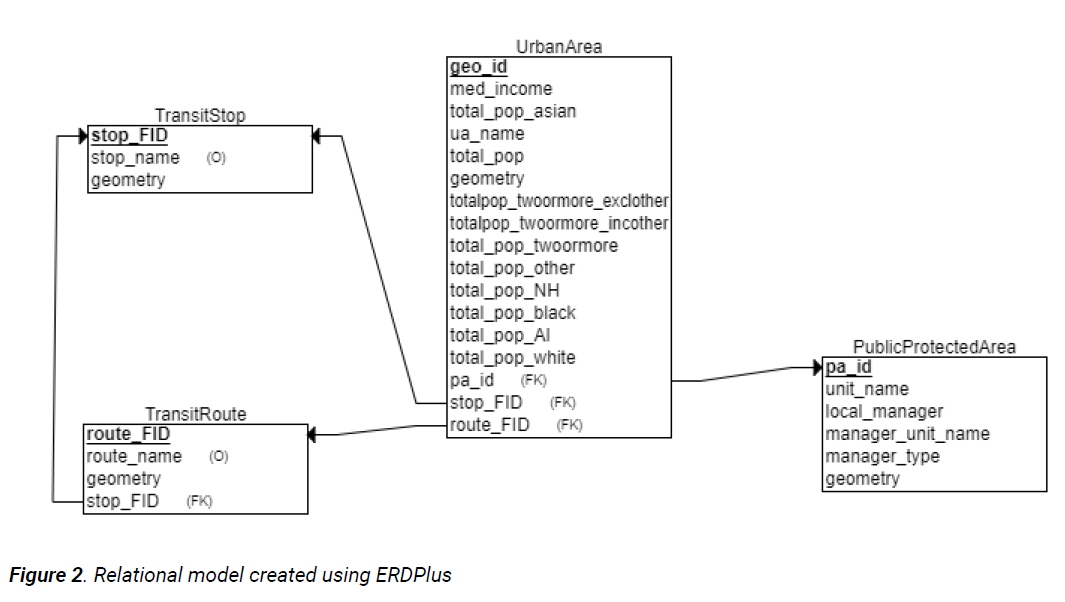 UrbanArea
geo_id
med_income
total_pop_asian
ua_name
total_pop
geometry
totalpop_twoormore_exclother
totalpop_twoormore_incother
total_pop_twoormore
total_pop_other
total_pop_NH
total_pop_black
total_pop_AI
total_pop_white
pa_id (FK)
stop_FID (FK)
route_FID (FK)
TransitStop
stop_FID
stop_name (O)
geometry
TransitRoute
route_FID
route_name (O)
geometry
stop_FID (FK)
PublicProtectedArea
pa_id
unit_name
local_manager
manager_unit_name
manager_type
geometry
Figure 2. Relational model created using ERDPlus